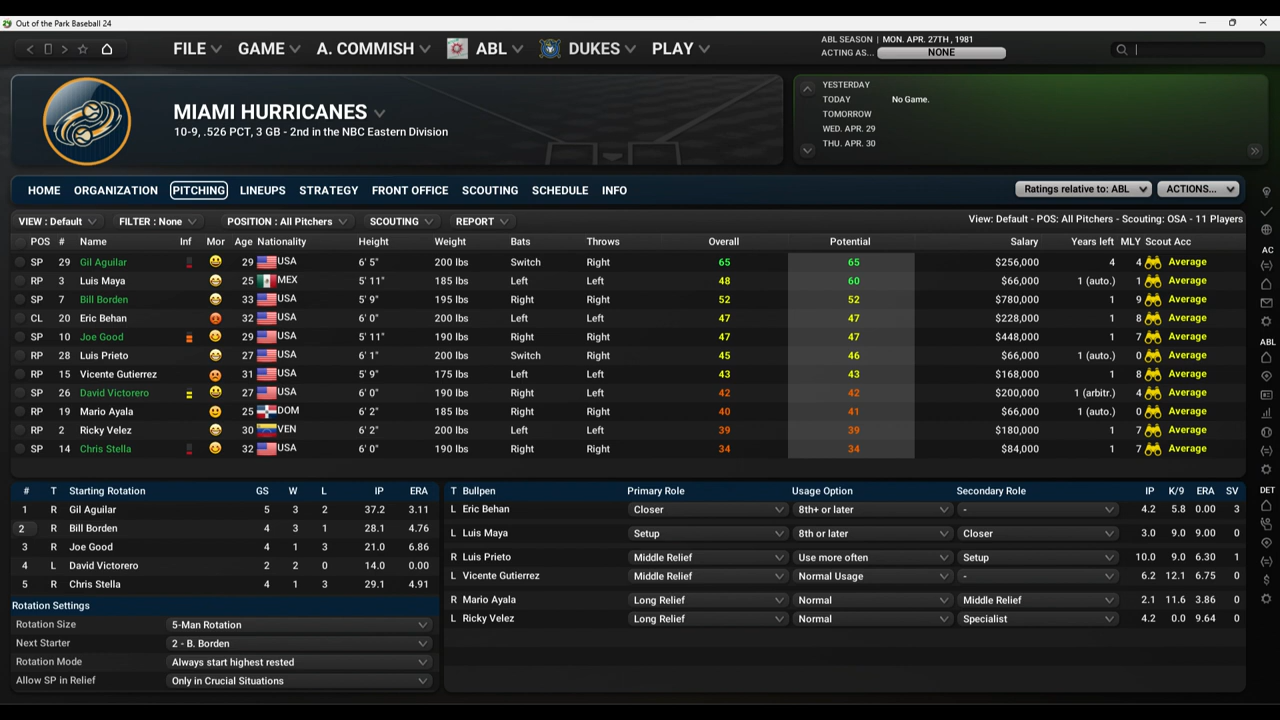 Out of the Park Baseball 24
FILE GAME A. COMMISH ABL DUKES PLAY
ABL SEASON | MON. APR. 27TH, 1981
ACTING AS... NONE
MIAMI HURRICANES
10-9, .526 PCT, 3 GB - 2nd in the NBC Eastern Division
YESTERDAY
TODAY No Game.
TOMORROW
WED. APR. 29
THU. APR. 30
HOME ORGANIZATION PITCHING LINEUPS STRATEGY FRONT OFFICE SCOUTING SCHEDULE INFO Ratings relative to: ABL ACTIONS...
VIEW : Default FILTER : None POSITION : All Pitchers SCOUTING REPORT View: Default - POS: All Pitchers - Scouting: OSA - 11 Players
POS # Name Inf Mor Age Nationality Height Weight Bats Throws Overall Potential Salary Years left MLY Scout Acc
SP 29 Gil Aguilar 29 USA 6' 5" 200 lbs Switch Right 65 65 $256,000 4 4 Average
RP 3 Luis Maya 25 MEX 5' 11" 185 lbs Left Left 48 60 $66,000 1 (auto.) 1 Average
SP 7 Bill Borden 33 USA 5' 9" 195 lbs Right Right 52 52 $780,000 1 9 Average
CL 20 Eric Behan 32 USA 6' 0" 200 lbs Left Left 47 47 $228,000 1 8 Average
SP 10 Joe Good 29 USA 5' 11" 190 lbs Right Right 47 47 $448,000 1 7 Average
RP 28 Luis Prieto 27 USA 6' 1" 200 lbs Switch Right 45 46 $66,000 1 (auto.) 0 Average
RP 15 Vicente Gutierrez 31 USA 5' 9" 175 lbs Left Left 43 43 $168,000 1 8 Average
SP 26 David Victorero 27 USA 6' 0" 190 lbs Right Left 42 42 $200,000 1 (arbitr.) 4 Average
RP 19 Mario Ayala 25 DOM 6' 2" 185 lbs Right Right 40 41 $66,000 1 (auto.) 0 Average
RP 2 Ricky Velez 30 VEN 6' 2" 200 lbs Left Left 39 39 $180,000 1 7 Average
SP 14 Chris Stella 32 USA 6' 0" 190 lbs Right Right 34 34 $84,000 1 7 Average
# T Starting Rotation GS W L IP ERA
1 R Gil Aguilar 5 3 2 37.2 3.11
2 R Bill Borden 4 3 1 28.1 4.76
3 R Joe Good 4 1 3 21.0 6.86
4 L David Victorero 2 2 0 14.0 0.00
5 R Chris Stella 4 1 3 29.1 4.91
Rotation Settings
Rotation Size 5-Man Rotation
Next Starter 2 - B. Borden
Rotation Mode Always start highest rested
Allow SP in Relief Only in Crucial Situations
T Bullpen Primary Role Usage Option Secondary Role IP K/9 ERA SV
L Eric Behan Closer 8th+ or later - 4.2 5.8 0.00 3
L Luis Maya Setup 8th or later Closer 3.0 9.0 9.00 0
R Luis Prieto Middle Relief Use more often Setup 10.0 9.0 6.30 1
L Vicente Gutierrez Middle Relief Normal Usage - 6.2 12.1 6.75 0
R Mario Ayala Long Relief Normal Middle Relief 2.1 11.6 3.86 0
L Ricky Velez Long Relief Normal Specialist 4.2 0.0 9.64 0
AC
ABL
DET